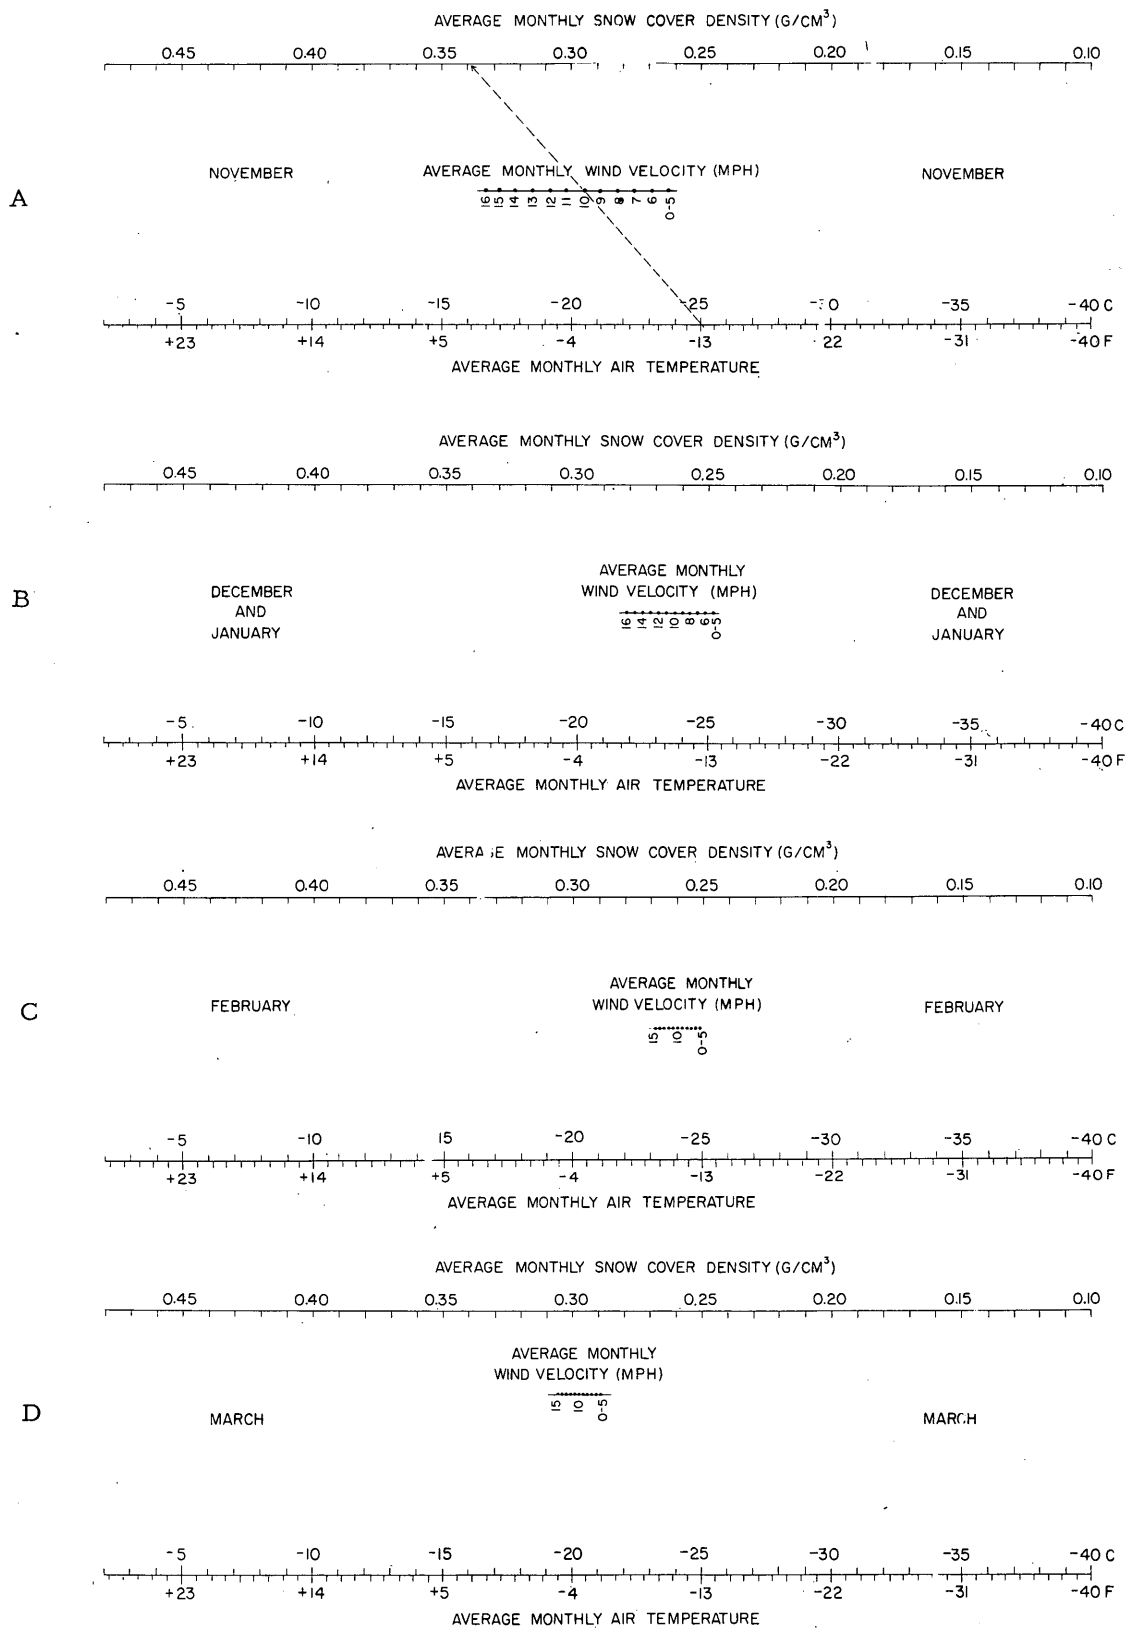 AVERAGE MONTHLY SNOW COVER DENSITY (G/CM³)
0.45 0.40 0.35 0.30 0.25 0.20 0.15 0.10
A
NOVEMBER AVERAGE MONTHLY WIND VELOCITY (MPH) NOVEMBER
16 15 14 13 12 11 10 9 8 7 6 0-5
-5 -10 -15 -20 -25 -30 -35 -40 C
+23 +14 +5 -4 -13 -22 -31 -40 F
AVERAGE MONTHLY AIR TEMPERATURE
AVERAGE MONTHLY SNOW COVER DENSITY (G/CM³)
0.45 0.40 0.35 0.30 0.25 0.20 0.15 0.10
B
AVERAGE MONTHLY
WIND VELOCITY (MPH)
DECEMBER
AND
JANUARY
DECEMBER
AND
JANUARY
16 14 12 10 8 6 0-5
-5 -10 -15 -20 -25 -30 -35 -40 C
+23 +14 +5 -4 -13 -22 -31 -40 F
AVERAGE MONTHLY AIR TEMPERATURE
AVERAGE MONTHLY SNOW COVER DENSITY (G/CM³)
0.45 0.40 0.35 0.30 0.25 0.20 0.15 0.10
C
AVERAGE MONTHLY
FEBRUARY WIND VELOCITY (MPH) FEBRUARY
15 10 0-5
-5 -10 15 -20 -25 -30 -35 -40 C
+23 +14 +5 -4 -13 -22 -31 -40 F
AVERAGE MONTHLY AIR TEMPERATURE
AVERAGE MONTHLY SNOW COVER DENSITY (G/CM³)
0.45 0.40 0.35 0.30 0.25 0.20 0.15 0.10
AVERAGE MONTHLY
WIND VELOCITY (MPH)
15 10 0-5
D
MARCH MARCH
-5 -10 -15 -20 -25 -30 -35 -40 C
+23 +14 +5 -4 -13 -22 -31 -40 F
AVERAGE MONTHLY AIR TEMPERATURE